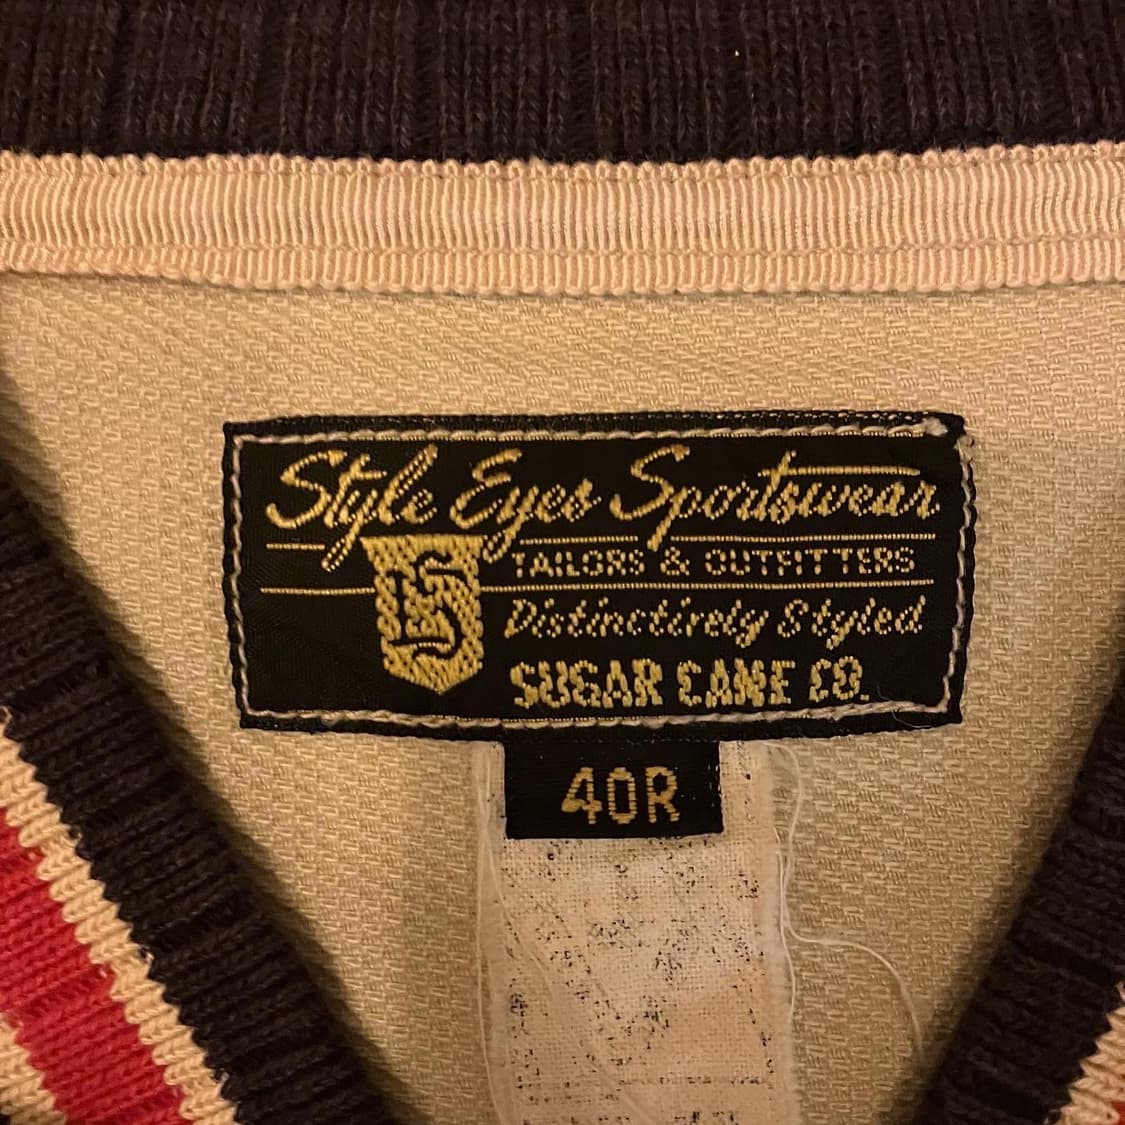 Style Eyes Sportswear
TAILORS & OUTFITTERS
Distinctively Styled
SUGAR CANE CO.
40R